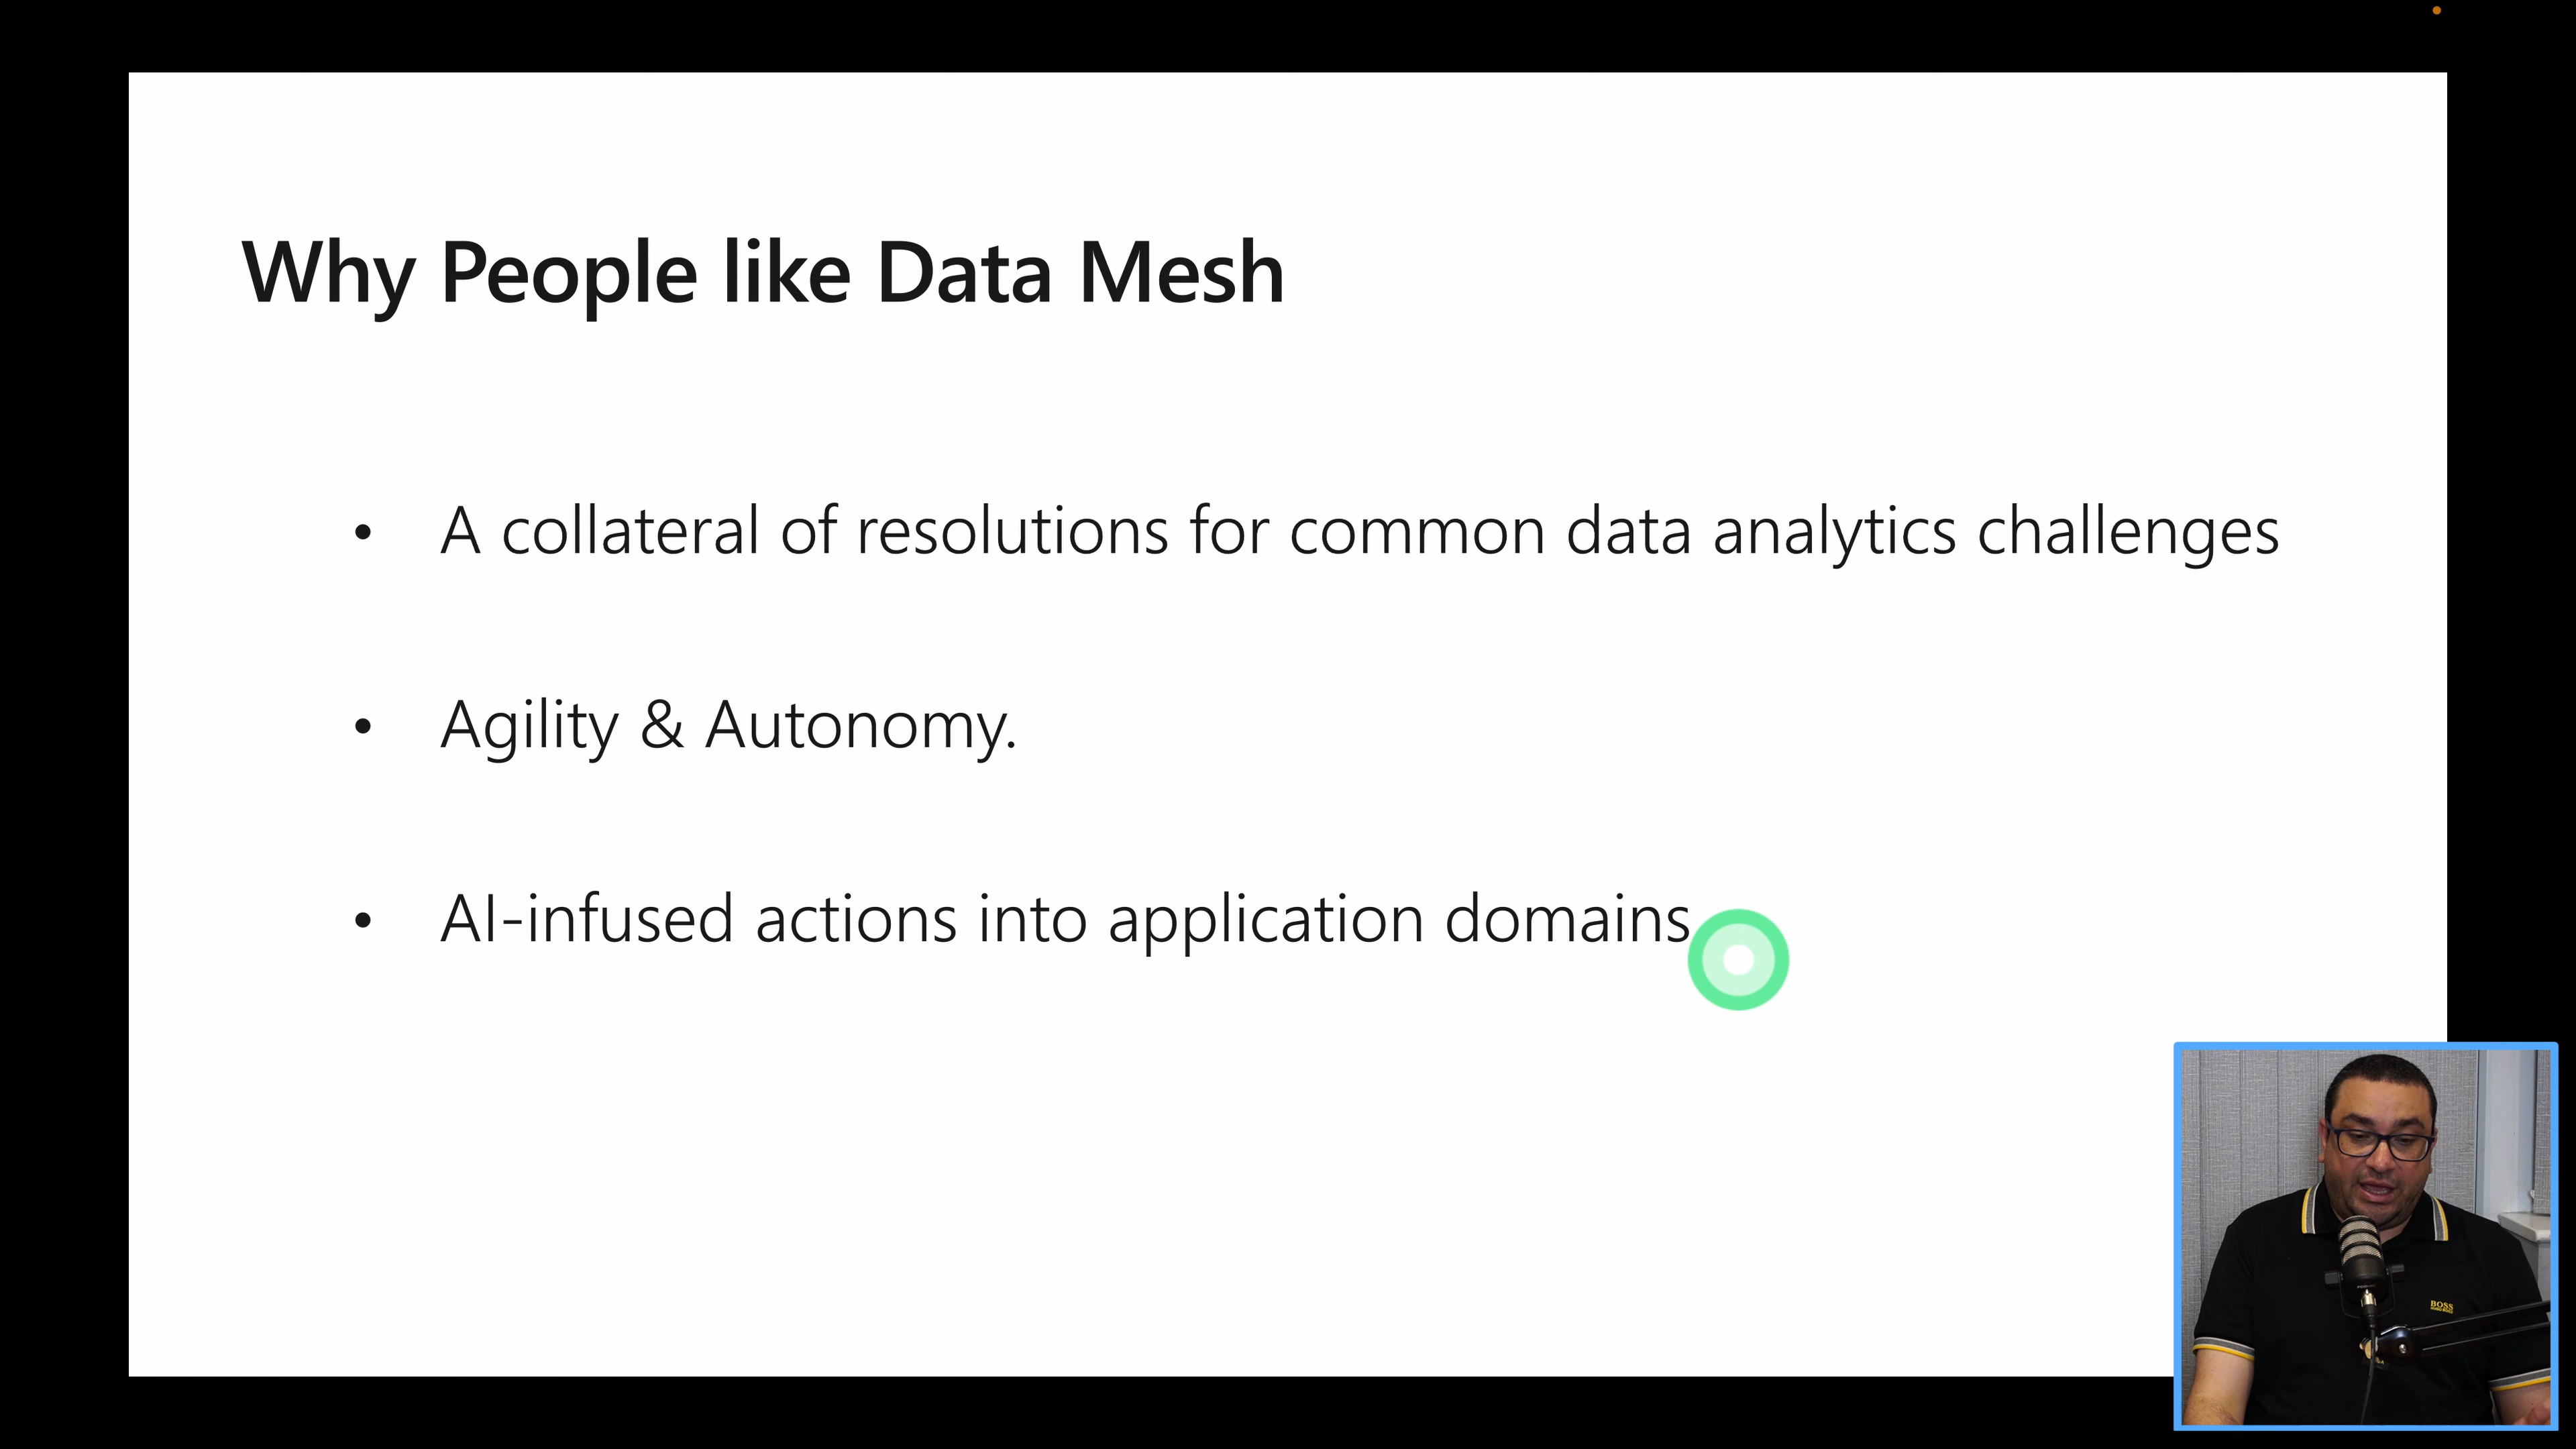 Why People like Data Mesh
• A collateral of resolutions for common data analytics challenges
• Agility & Autonomy.
• AI-infused actions into application domains
BOSS